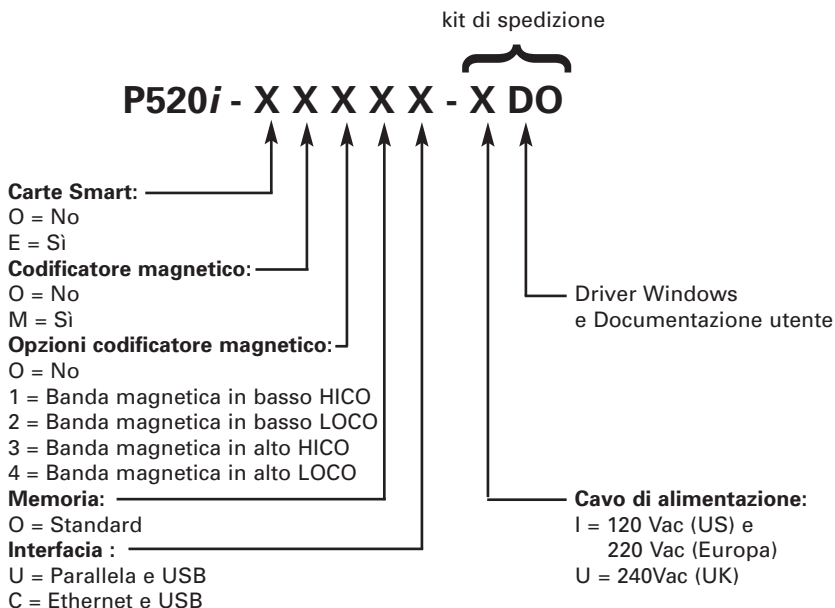 kit di spedizione
P520i - X X X X X - X DO
Carte Smart:
O = No
E = Sì
Codificatore magnetico:
O = No
M = Sì
Opzioni codificatore magnetico:
O = No
1 = Banda magnetica in basso HICO
2 = Banda magnetica in basso LOCO
3 = Banda magnetica in alto HICO
4 = Banda magnetica in alto LOCO
Memoria:
O = Standard
Interfacia :
U = Parallela e USB
C = Ethernet e USB
Driver Windows
e Documentazione utente
Cavo di alimentazione:
I = 120 Vac (US) e
220 Vac (Europa)
U = 240Vac (UK)